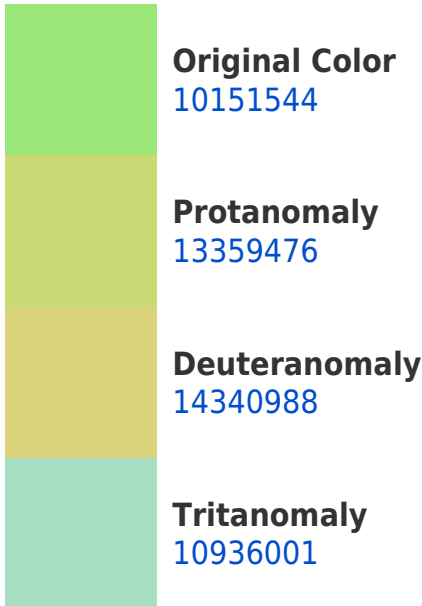 Original Color
10151544
Protanomaly
13359476
Deuteranomaly
14340988
Tritanomaly
10936001